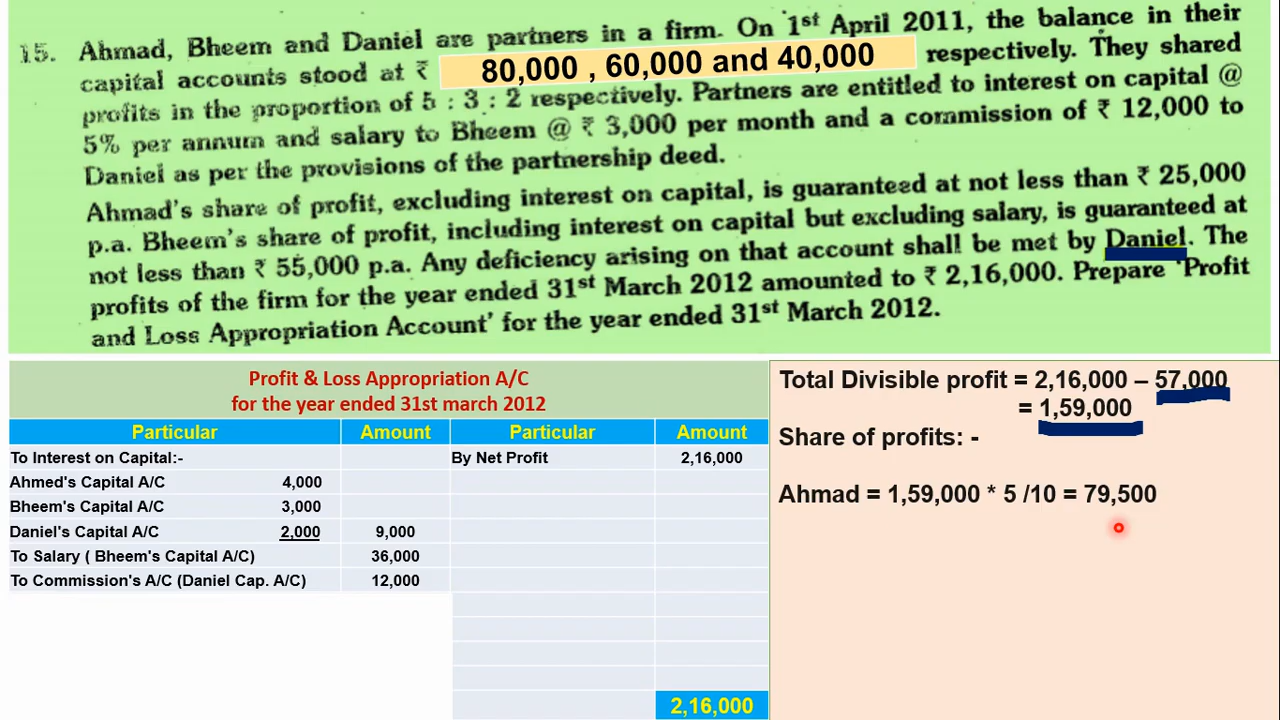 15. Ahmad, Bheem and Daniel are partners in a firm. On 1st April 2011, the balance in their
capital accounts stood at ₹ 80,000 , 60,000 and 40,000 respectively. They shared
profits in the proportion of 5 : 3 : 2 respectively. Partners are entitled to interest on capital @
5% per annum and salary to Bheem @ ₹ 3,000 per month and a commission of ₹ 12,000 to
Daniel as per the provisions of the partnership deed.
Ahmad's share of profit, excluding interest on capital, is guaranteed at not less than ₹ 25,000
p.a. Bheem's share of profit, including interest on capital but excluding salary, is guaranteed at
not less than ₹ 55,000 p.a. Any deficiency arising on that account shall be met by Daniel. The
profits of the firm for the year ended 31st March 2012 amounted to ₹ 2,16,000. Prepare 'Profit
and Loss Appropriation Account' for the year ended 31st March 2012.
Profit & Loss Appropriation A/C
for the year ended 31st march 2012
Particular Amount Particular Amount
To Interest on Capital:- By Net Profit 2,16,000
Ahmed's Capital A/C 4,000
Bheem's Capital A/C 3,000
Daniel's Capital A/C 2,000 9,000
To Salary ( Bheem's Capital A/C) 36,000
To Commission's A/C (Daniel Cap. A/C) 12,000
2,16,000
Total Divisible profit = 2,16,000 – 57,000
= 1,59,000
Share of profits: -
Ahmad = 1,59,000 * 5 /10 = 79,500